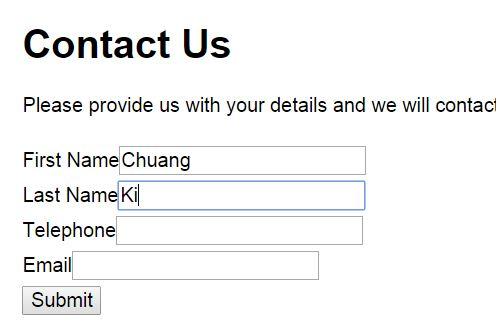 Contact Us
Please provide us with your details and we will contact
First Name Chuang
Last Name Ki
Telephone
Email
Submit